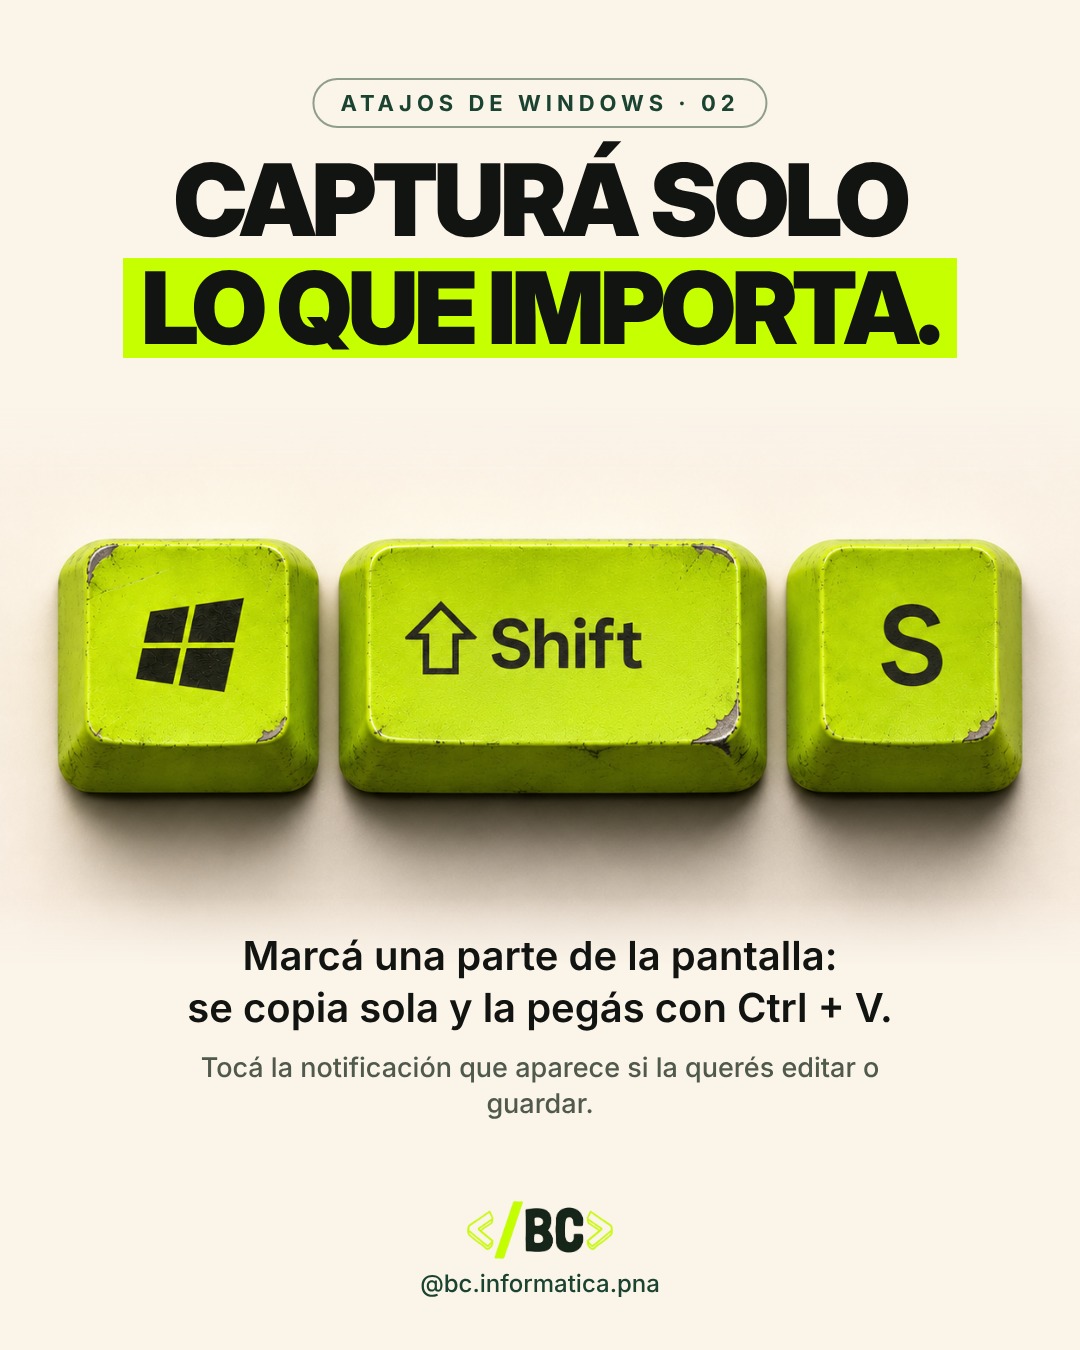 ATAJOS DE WINDOWS · 02
CAPTURÁ SOLO
LO QUE IMPORTA.
Shift
S
Marcá una parte de la pantalla:
se copia sola y la pegás con Ctrl + V.
Tocá la notificación que aparece si la querés editar o
guardar.
</BC>
@bc.informatica.pna